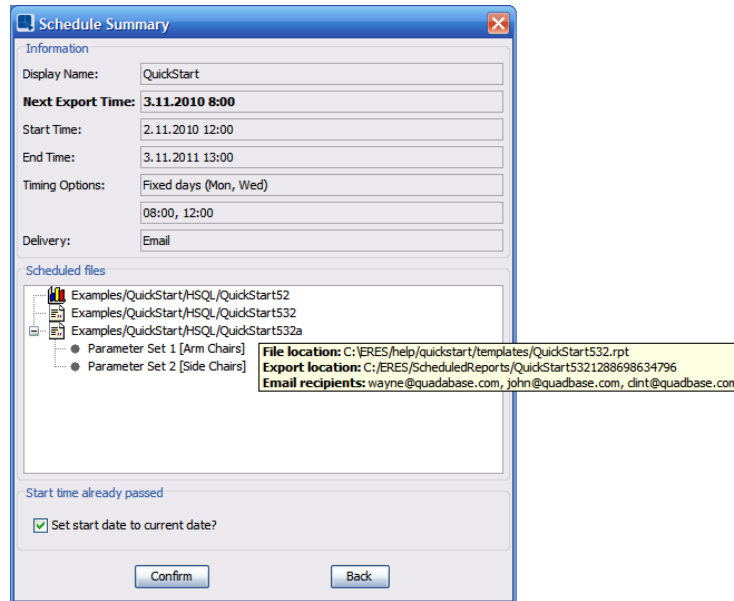 Schedule Summary
Information
Display Name: QuickStart
Next Export Time: 3.11.2010 8:00
Start Time: 2.11.2010 12:00
End Time: 3.11.2011 13:00
Timing Options: Fixed days (Mon, Wed)
08:00, 12:00
Delivery: Email
Scheduled files
Examples/QuickStart/HSQL/QuickStart52
Examples/QuickStart/HSQL/QuickStart532
Examples/QuickStart/HSQL/QuickStart532a
Parameter Set 1 [Arm Chairs]
Parameter Set 2 [Side Chairs]
File location: C:\ERES/help/quickstart/templates/QuickStart532.rpt
Export location: C:/ERES/ScheduledReports/QuickStart5321288698634796
Email recipients: wayne@quadabase.com, john@quadbase.com, clint@quadbase.com
Start time already passed
Set start date to current date?
Confirm Back